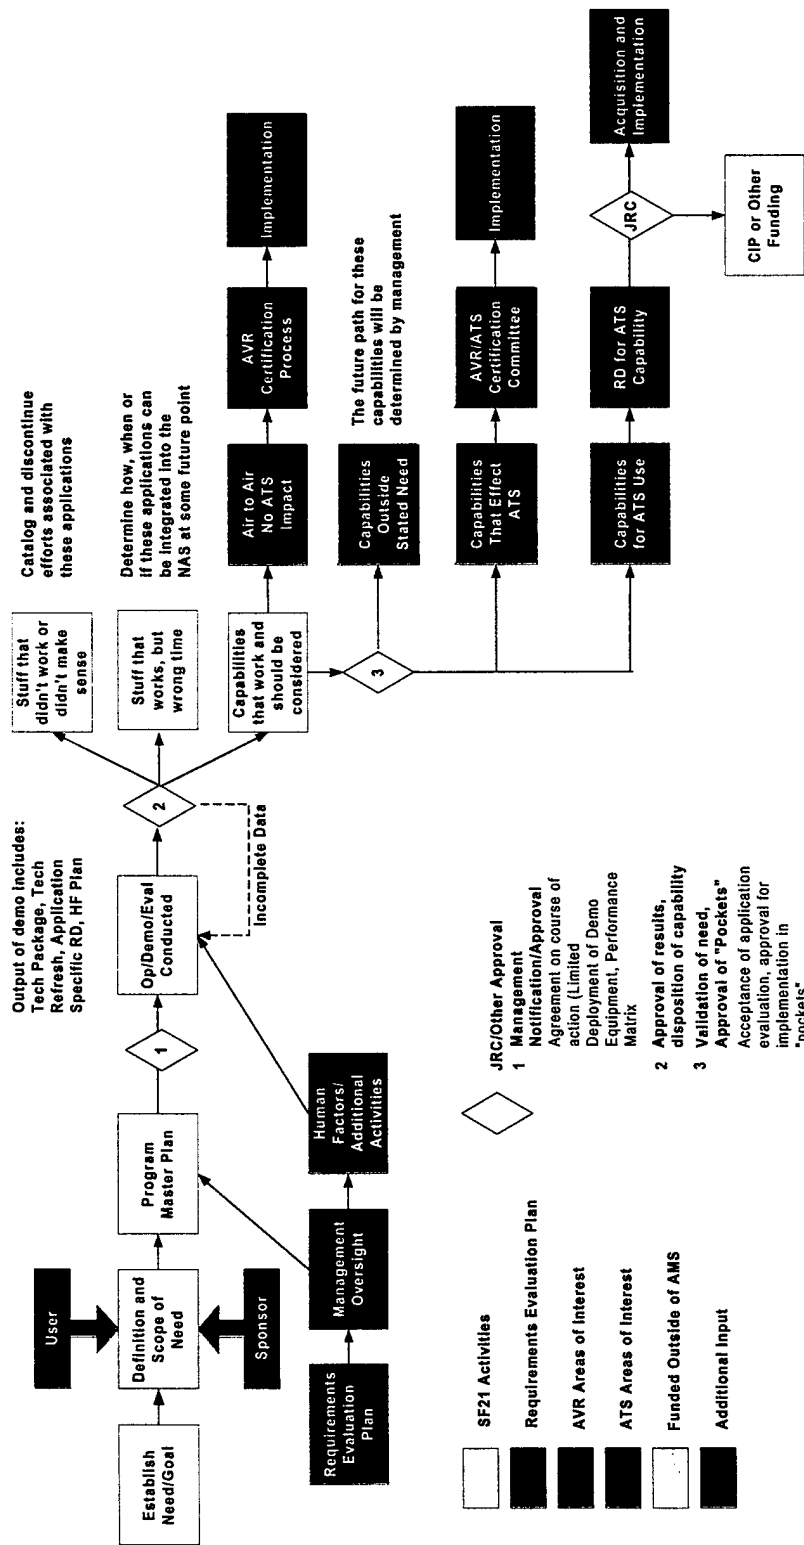 Establish
Need/Goal
User
Definition and
Scope of
Need
Sponsor
Program
Master Plan
1
Output of demo includes:
Tech Package, Tech
Refresh, Application
Specific RD, HF Plan
Op/Demo/Eval
Conducted
2
Incomplete Data
Requirements
Evaluation
Plan
Management
Oversight
Human
Factors/
Additional
Activities
Stuff that
didn't work or
didn't make
sense
Catalog and discontinue
efforts associated with
these applications
Stuff that
works, but
wrong time
Determine how, when or
if these applications can
be integrated into the
NAS at some future point
Capabilities
that work and
should be
considered
3
Air to Air
No ATS
Impact
AVR
Certification
Process
Implementation
Capabilities
Outside
Stated Need
The future path for these
capabilities will be
determined by management
Capabilities
That Effect
ATS
AVR/ATS
Certification
Committee
Implementation
Capabilities
for ATS Use
RD for ATS
Capability
JRC
Acquisition and
Implementation
CIP or Other
Funding
SF21 Activities
Requirements Evaluation Plan
AVR Areas of Interest
ATS Areas of Interest
Funded Outside of AMS
Additional Input
JRC/Other Approval
1 Management
Notification/Approval
Agreement on course of
action (Limited
Deployment of Demo
Equipment, Performance
Matrix
2 Approval of results,
disposition of capability
3 Validation of need,
Approval of "Pockets"
Acceptance of application
evaluation, approval for
implementation in
"pockets"